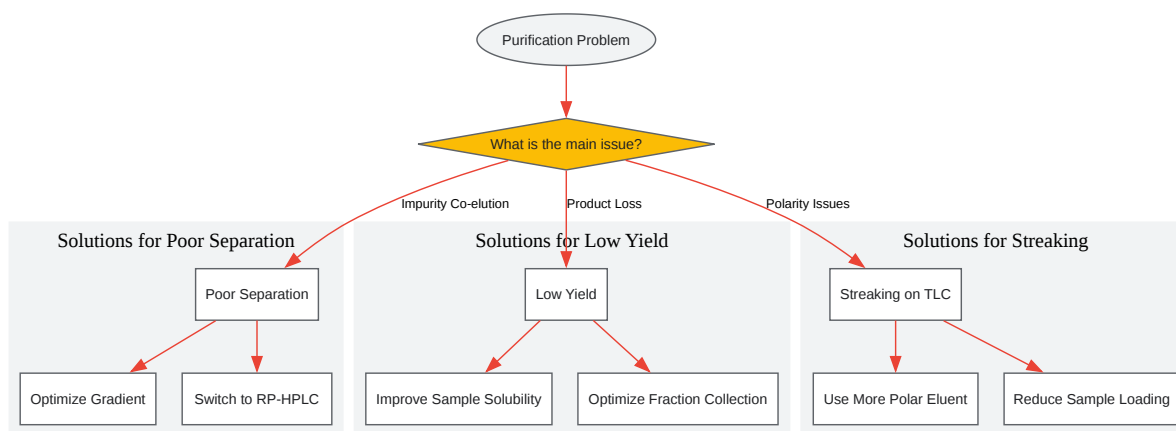 Purification Problem
What is the main issue?
Impurity Co-elution
Product Loss
Polarity Issues
Solutions for Poor Separation
Solutions for Low Yield
Solutions for Streaking
Poor Separation
Low Yield
Streaking on TLC
Optimize Gradient
Switch to RP-HPLC
Improve Sample Solubility
Optimize Fraction Collection
Use More Polar Eluent
Reduce Sample Loading